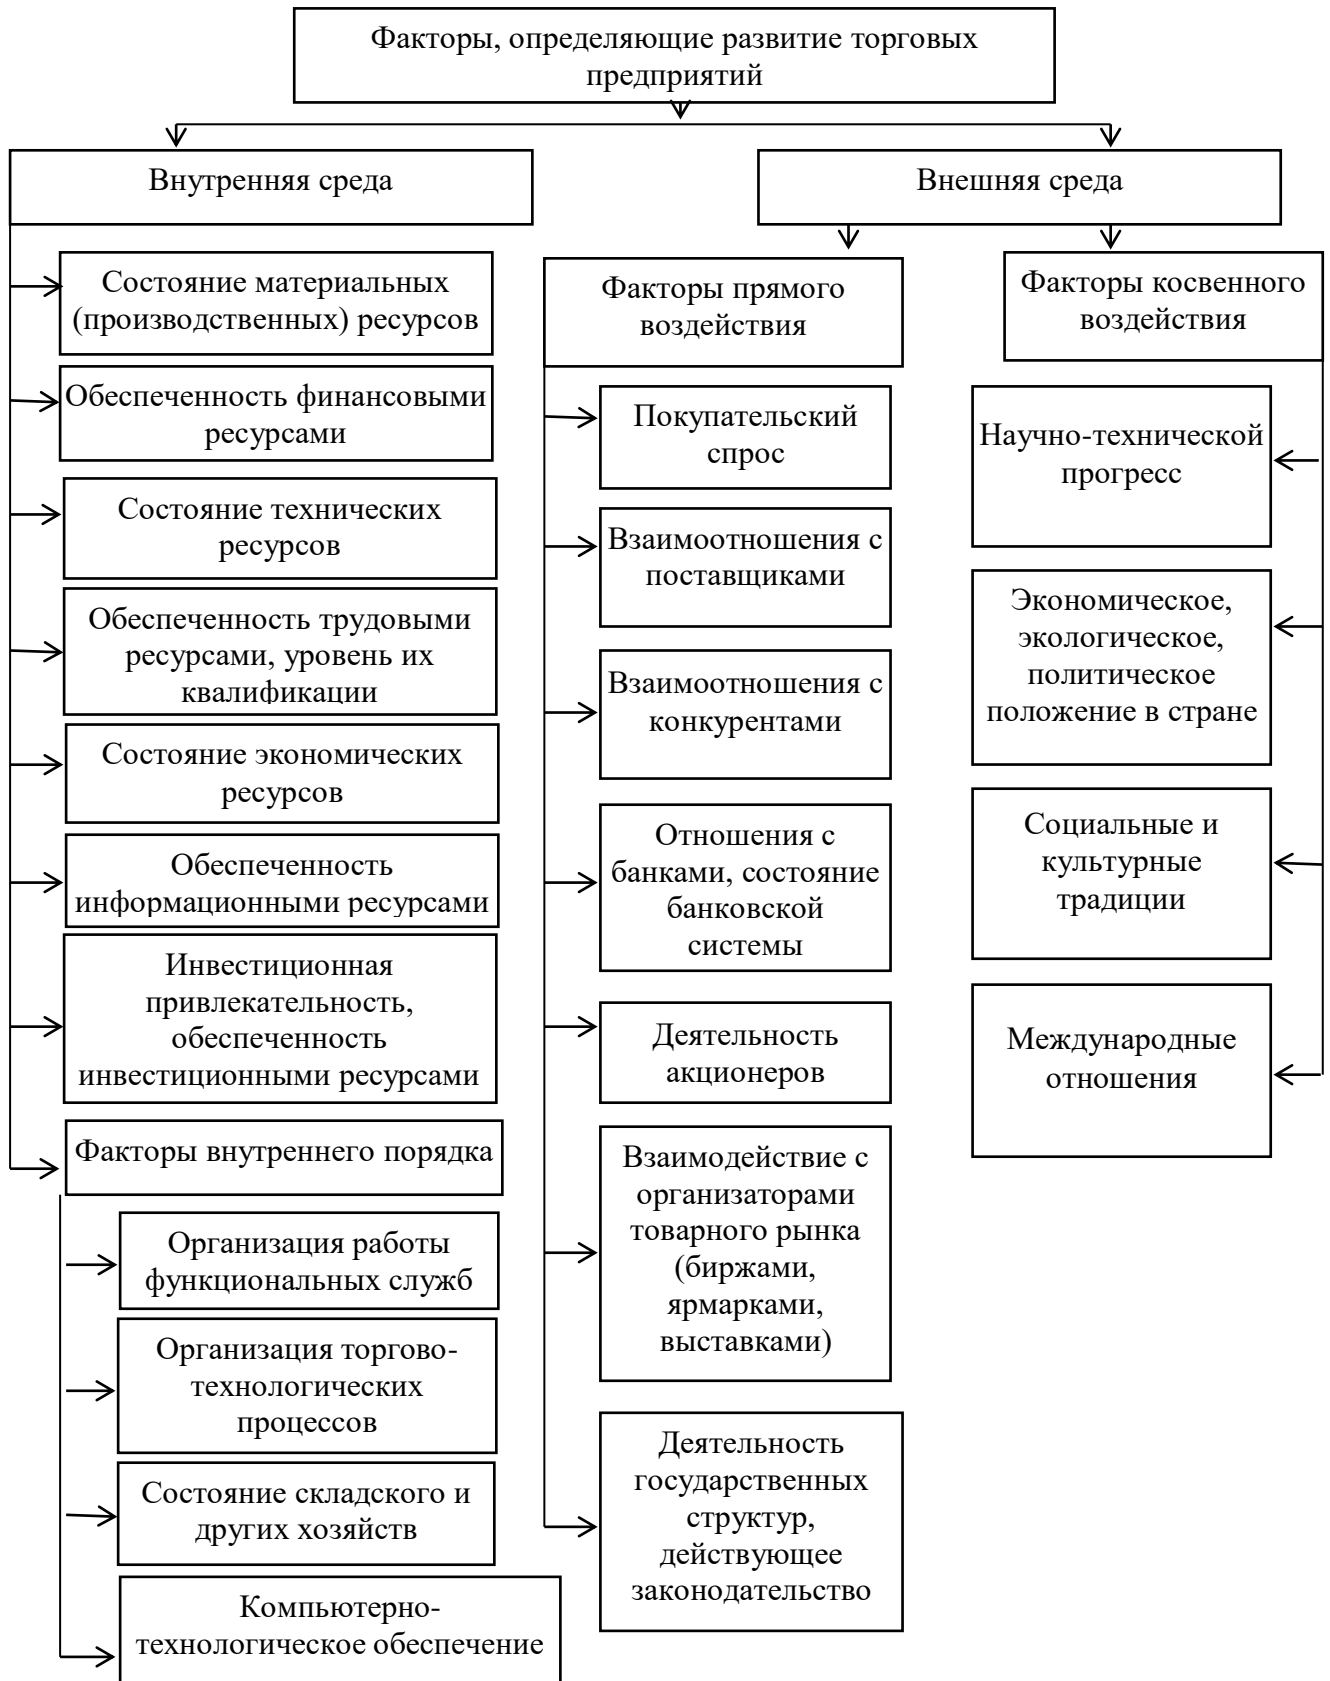 Факторы, определяющие развитие торговых
предприятий
Внутренняя среда
Внешняя среда
Состояние материальных
(производственных) ресурсов
Обеспеченность финансовыми
ресурсами
Состояние технических
ресурсов
Обеспеченность трудовыми
ресурсами, уровень их
квалификации
Состояние экономических
ресурсов
Обеспеченность
информационными ресурсами
Инвестиционная
привлекательность,
обеспеченность
инвестиционными ресурсами
Факторы внутреннего порядка
Организация работы
функциональных служб
Организация торгово-
технологических
процессов
Состояние складского и
других хозяйств
Компьютерно-
технологическое обеспечение
Факторы прямого
воздействия
Покупательский
спрос
Взаимоотношения с
поставщиками
Взаимоотношения с
конкурентами
Отношения с
банками, состояние
банковской
системы
Деятельность
акционеров
Взаимодействие с
организаторами
товарного рынка
(биржами,
ярмарками,
выставками)
Деятельность
государственных
структур,
действующее
законодательство
Факторы косвенного
воздействия
Научно-технический
прогресс
Экономическое,
экологическое,
политическое
положение в стране
Социальные и
культурные
традиции
Международные
отношения